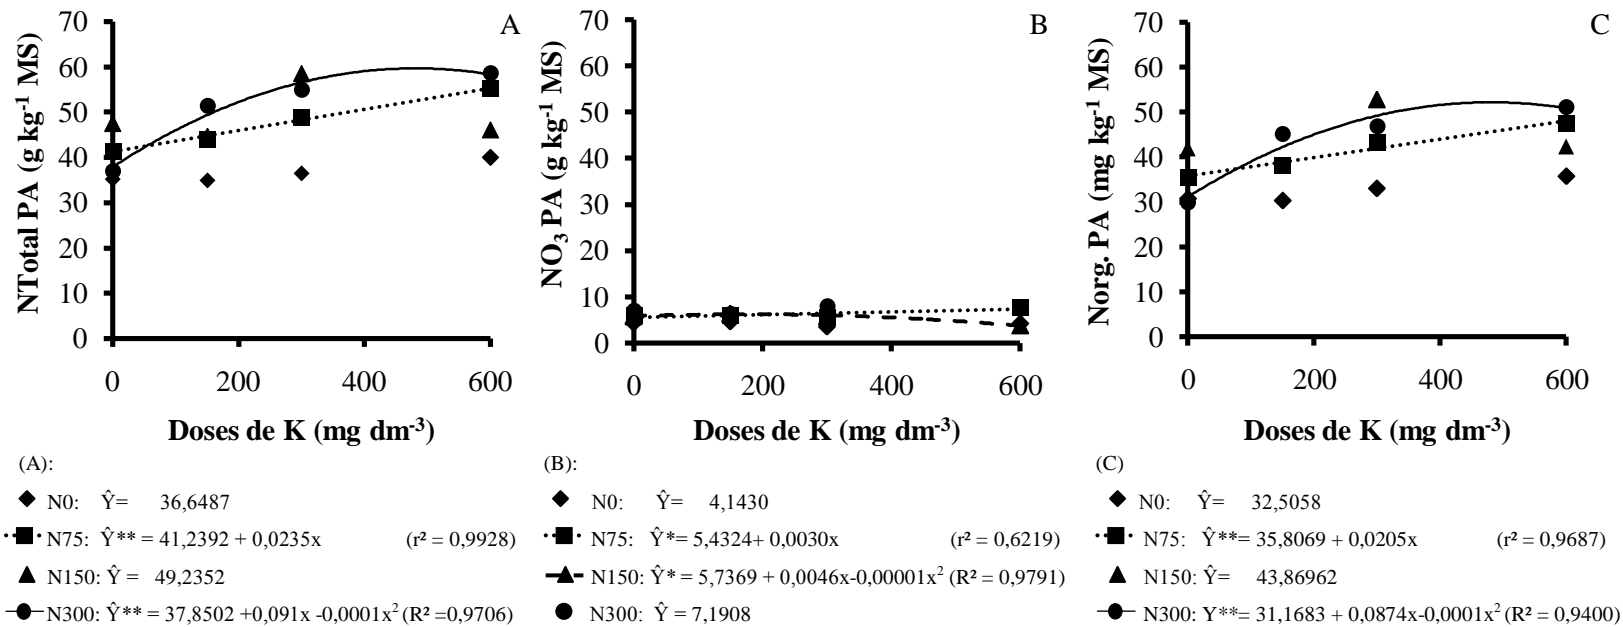 A
NTotal PA (g kg-1 MS)
70
60
50
40
30
20
10
0
0 200 400 600
Doses de K (mg dm-3)
B
NO3 PA (g kg-1 MS)
70
60
50
40
30
20
10
0
0 200 400 600
Doses de K (mg dm-3)
C
Norg. PA (mg kg-1 MS)
70
60
50
40
30
20
10
0
0 200 400 600
Doses de K (mg dm-3)
(A):
N0: Ŷ= 36,6487
N75: Ŷ** = 41,2392 + 0,0235x (r² = 0,9928)
N150: Ŷ = 49,2352
N300: Ŷ** = 37,8502 +0,091x -0,0001x² (R² =0,9706)
(B):
N0: Ŷ= 4,1430
N75: Ŷ*= 5,4324+ 0,0030x (r² = 0,6219)
N150: Ŷ* = 5,7369 + 0,0046x-0,00001x² (R² = 0,9791)
N300: Ŷ = 7,1908
(C)
N0: Ŷ= 32,5058
N75: Ŷ**= 35,8069 + 0,0205x (r² = 0,9687)
N150: Ŷ= 43,86962
N300: Y**= 31,1683 + 0,0874x-0,0001x² (R² = 0,9400)